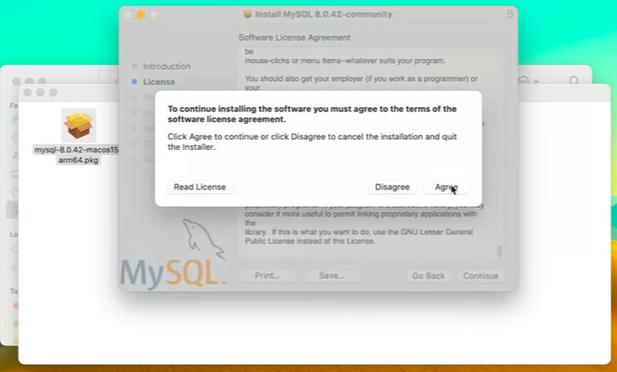 Install MySQL 8.0.42-community
Software License Agreement
Introduction
License
be
mouse-clicks or menu items--whatever suits your program.
You should also get your employer (if you work as a programmer) or
your
To continue installing the software you must agree to the terms of the
software license agreement.
Click Agree to continue or click Disagree to cancel the installation and quit
the Installer.
Read License
Disagree
Agree
mysql-8.0.42-macos15
arm64.pkg
consider it more useful to permit linking proprietary applications with
the
library. If this is what you want to do, use the GNU Lesser General
Public License instead of this License.
MySQL
Print...
Save...
Go Back
Continue